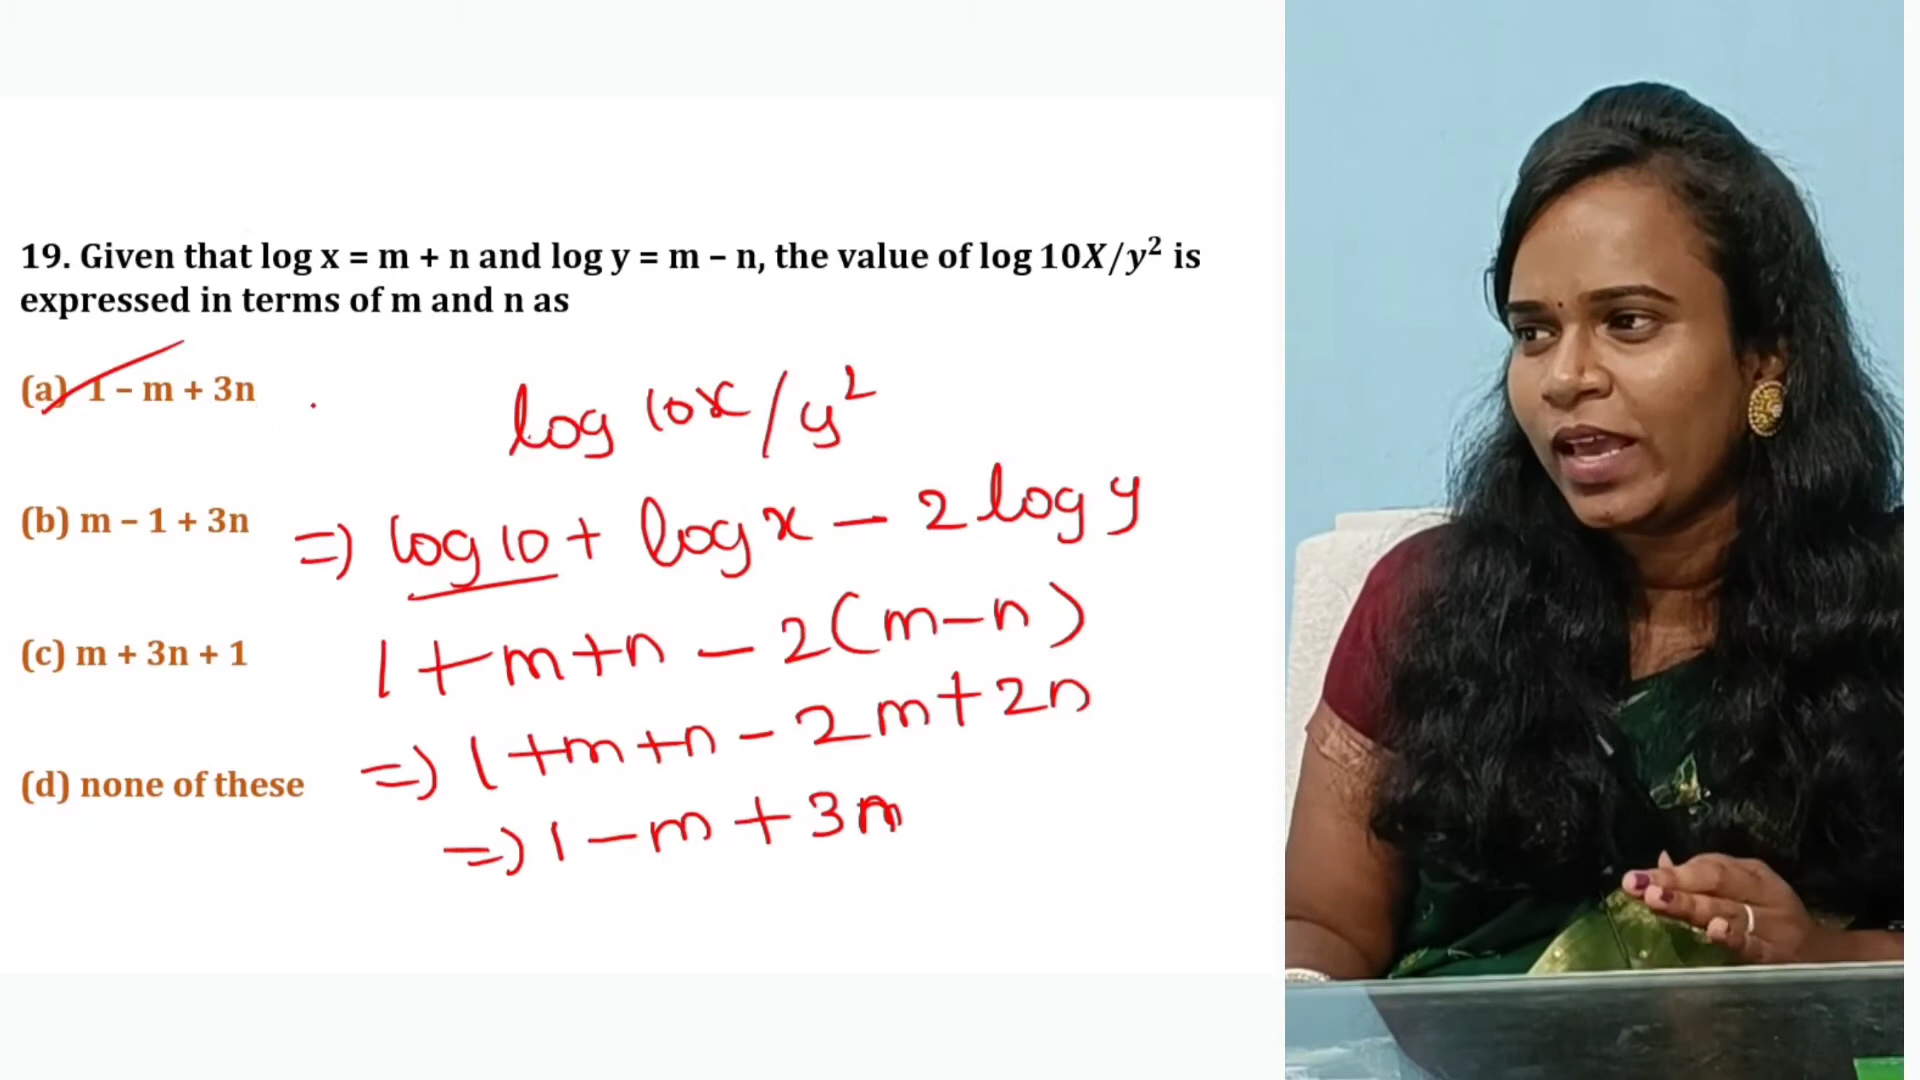 19. Given that log x = m + n and log y = m – n, the value of log 10X/y² is
expressed in terms of m and n as
(a) 1 – m + 3n
(b) m – 1 + 3n
(c) m + 3n + 1
(d) none of these
log 10x/y²
=> log 10 + log x – 2 log y
1 + m + n – 2(m – n)
=> 1 + m + n – 2m + 2n
=> 1 – m + 3n